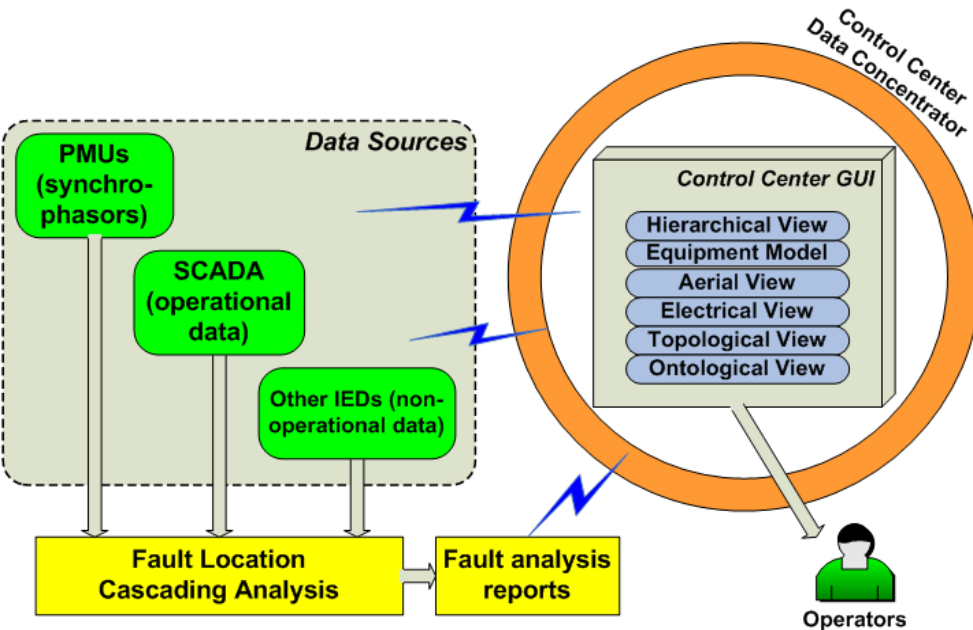 Control Center
Data Concentrator
Data Sources
PMUs
(synchro-
phasors)
SCADA
(operational
data)
Other IEDs (non-
operational data)
Control Center GUI
Hierarchical View
Equipment Model
Aerial View
Electrical View
Topological View
Ontological View
Fault Location
Cascading Analysis
Fault analysis
reports
Operators